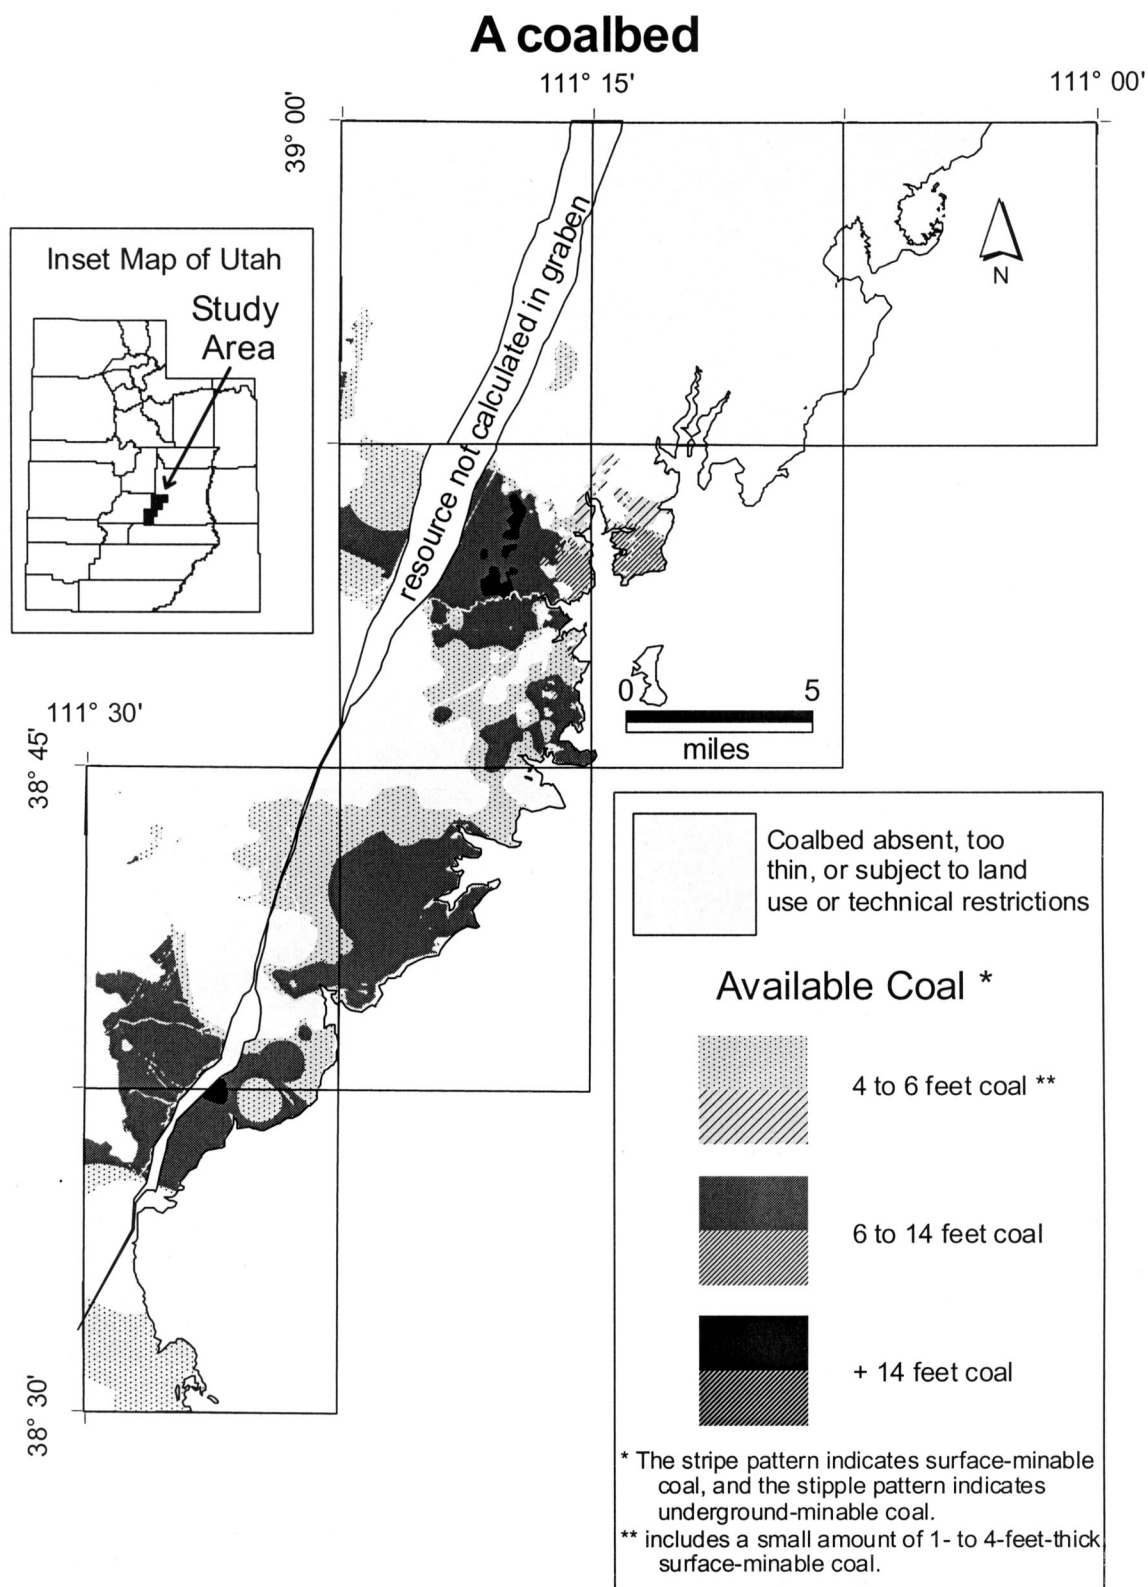 A coalbed
111° 15'
111° 00'
39° 00'
Inset Map of Utah
Study
Area
resource not calculated in graben
N
0
5
miles
111° 30'
38° 45'
38° 30'
Coalbed absent, too
thin, or subject to land
use or technical restrictions
Available Coal *
4 to 6 feet coal **
6 to 14 feet coal
+ 14 feet coal
* The stripe pattern indicates surface-minable
coal, and the stipple pattern indicates
underground-minable coal.
** includes a small amount of 1- to 4-feet-thick
surface-minable coal.